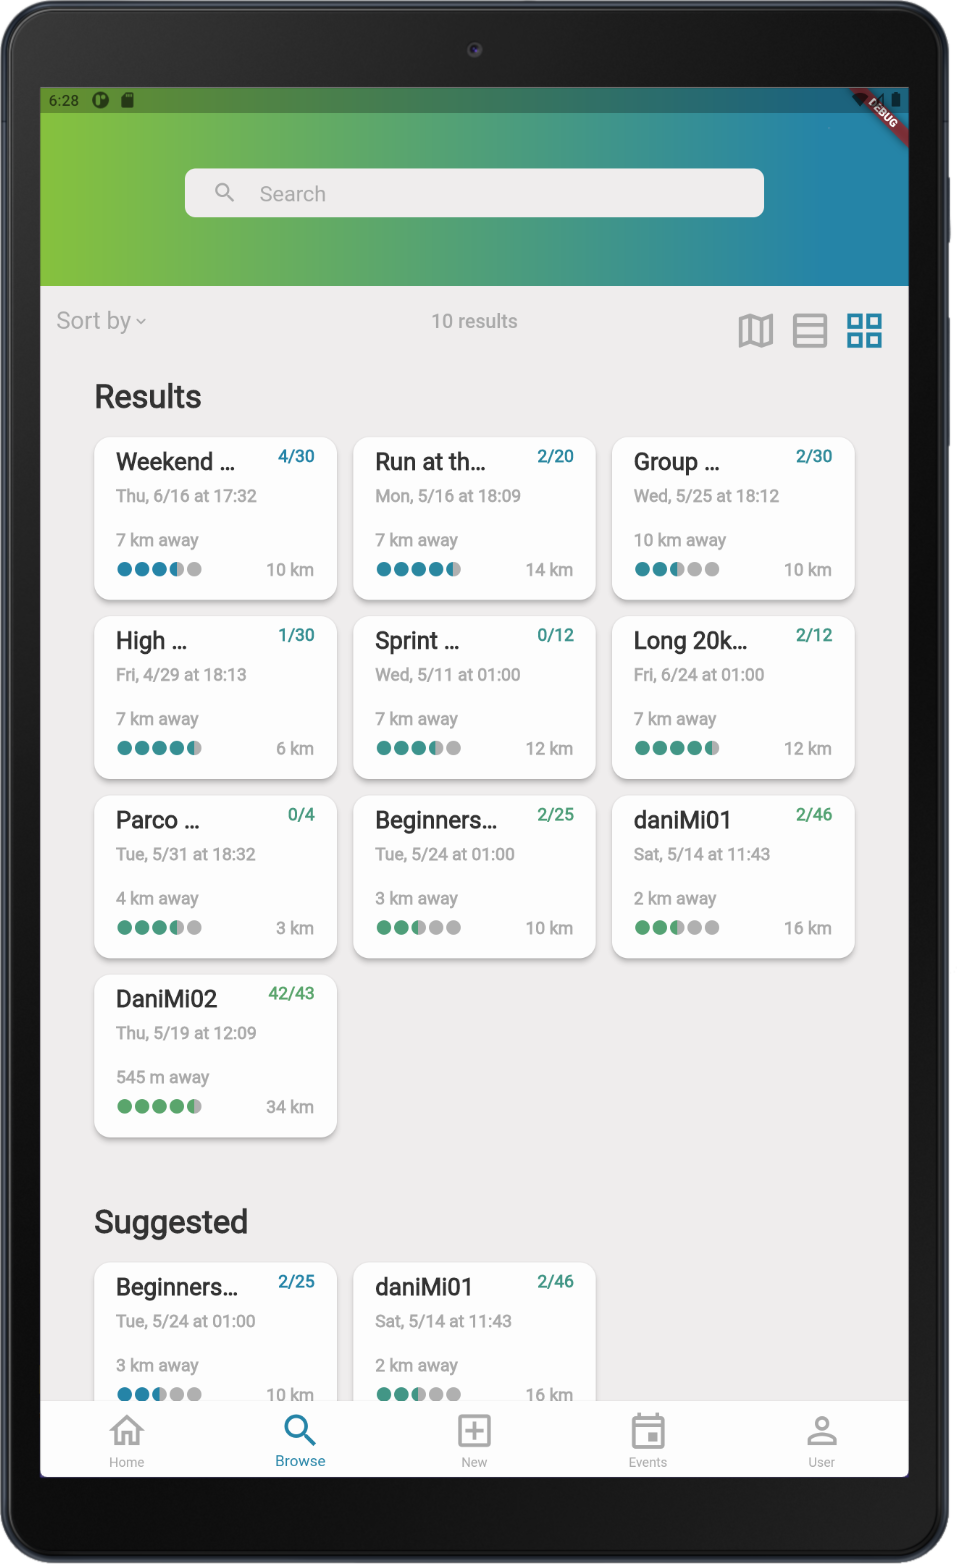 6:28
DEBUG
Search
Sort by
10 results
Results
Weekend ... 4/30
Thu, 6/16 at 17:32
7 km away
10 km
Run at th... 2/20
Mon, 5/16 at 18:09
7 km away
14 km
Group ... 2/30
Wed, 5/25 at 18:12
10 km away
10 km
High ... 1/30
Fri, 4/29 at 18:13
7 km away
6 km
Sprint ... 0/12
Wed, 5/11 at 01:00
7 km away
12 km
Long 20k... 2/12
Fri, 6/24 at 01:00
7 km away
12 km
Parco ... 0/4
Tue, 5/31 at 18:32
4 km away
3 km
Beginners... 2/25
Tue, 5/24 at 01:00
3 km away
10 km
daniMi01 2/46
Sat, 5/14 at 11:43
2 km away
16 km
DaniMi02 42/43
Thu, 5/19 at 12:09
545 m away
34 km
Suggested
Beginners... 2/25
Tue, 5/24 at 01:00
3 km away
10 km
daniMi01 2/46
Sat, 5/14 at 11:43
2 km away
16 km
Home
Browse
New
Events
User